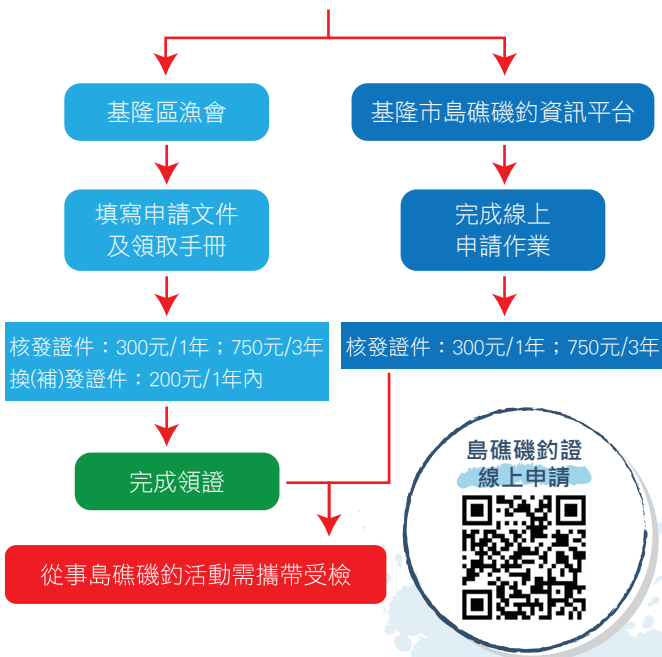 基隆區漁會
基隆市島礁磯釣資訊平台
填寫申請文件
及領取手冊
完成線上
申請作業
核發證件：300元/1年；750元/3年
換(補)發證件：200元/1年內
核發證件：300元/1年；750元/3年
完成領證
從事島礁磯釣活動需攜帶受檢
島礁磯釣證
線上申請